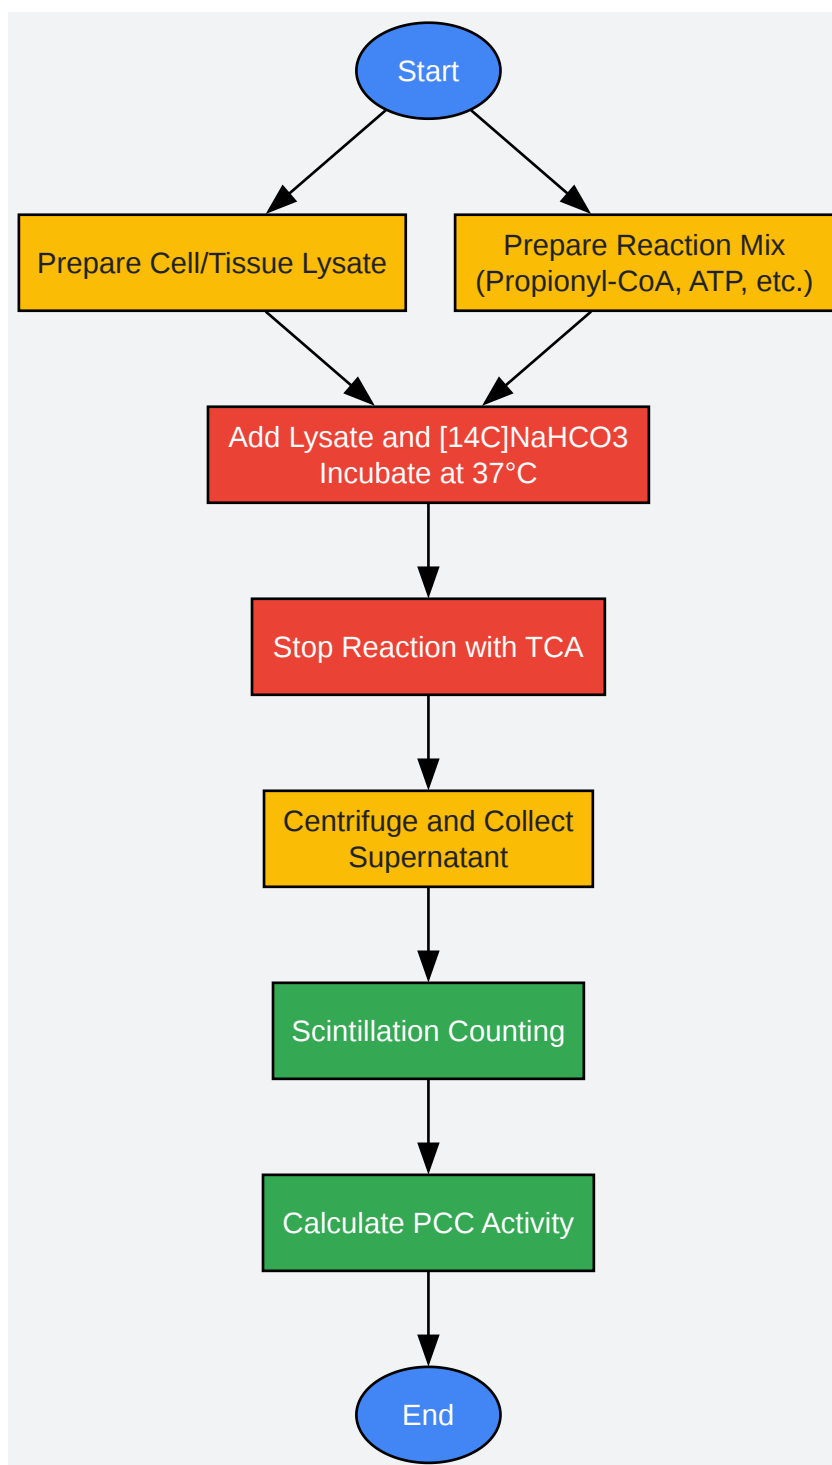 Start
Prepare Cell/Tissue Lysate
Prepare Reaction Mix
(Propionyl-CoA, ATP, etc.)
Add Lysate and [14C]NaHCO3
Incubate at 37°C
Stop Reaction with TCA
Centrifuge and Collect
Supernatant
Scintillation Counting
Calculate PCC Activity
End